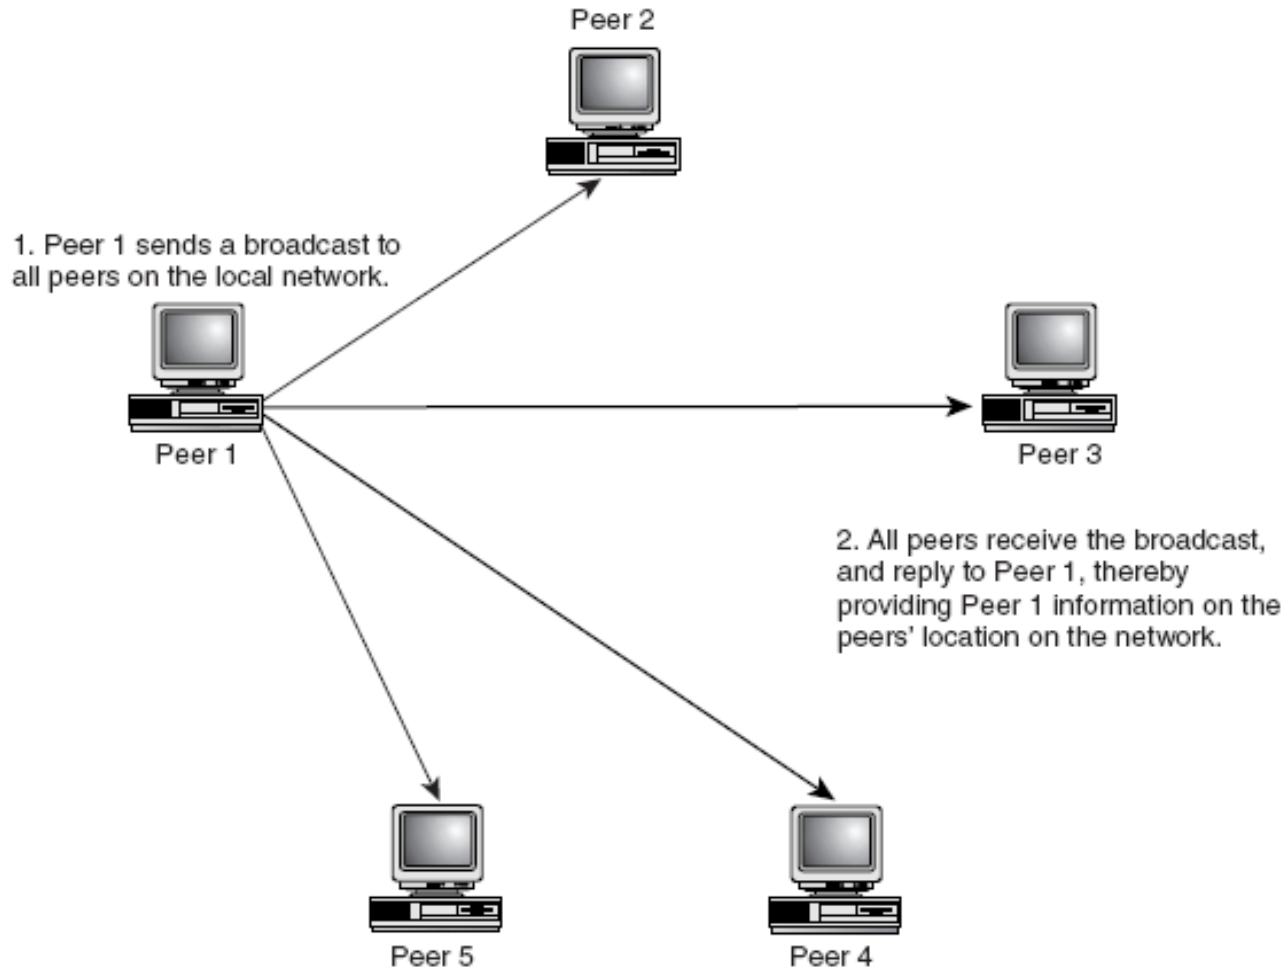 Peer 2
1. Peer 1 sends a broadcast to
all peers on the local network.
Peer 1
Peer 3
2. All peers receive the broadcast,
and reply to Peer 1, thereby
providing Peer 1 information on the
peers’ location on the network.
Peer 5
Peer 4